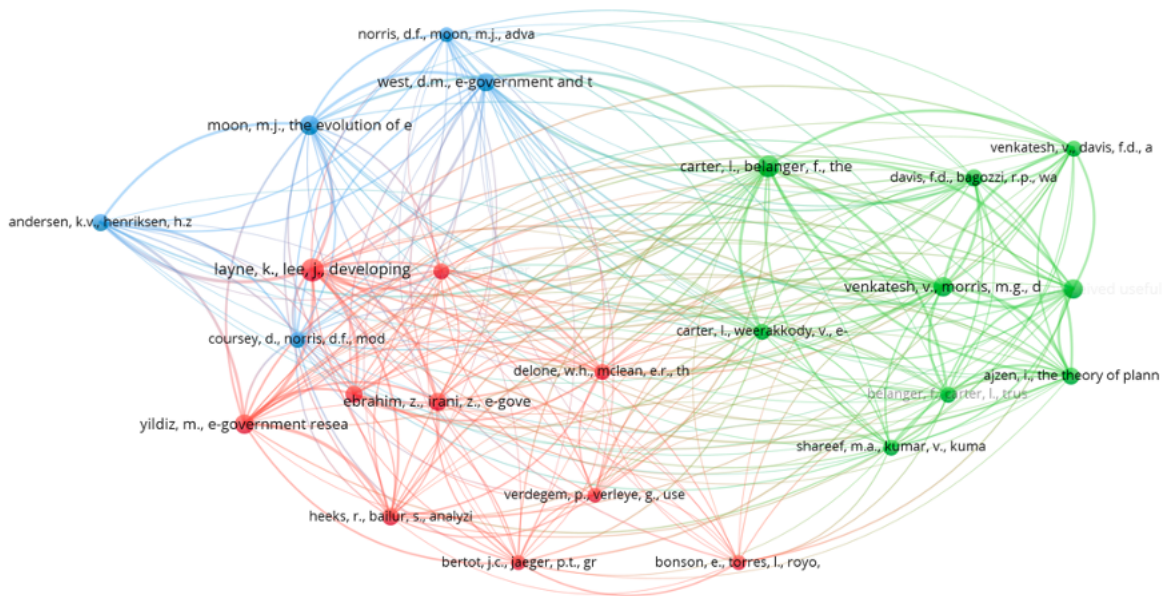 norris, d.f., moon, m.j., adva
west, d.m., e-government and t
moon, m.j., the evolution of e
venkatesh, v., davis, f.d., a
carter, l., belanger, f., the
davis, f.d., bagozzi, r.p., wa
andersen, k.v., henriksen, h.z
layne, k., lee, j., developing
venkatesh, v., morris, m.g., d
ived useful
carter, l., weerakkody, v., e-
coursey, d., norris, d.f., mod
delone, w.h., mclean, e.r., th
ajzen, i., the theory of plann
belanger, f., carter, l., trus
ebrahim, z., irani, z., e-gove
yildiz, m., e-government resea
shareef, m.a., kumar, v., kuma
verdegem, p., verleye, g., use
heeks, r., bailur, s., analyzi
bertot, j.c., jaeger, p.t., gr
bonson, e., torres, l., royo,